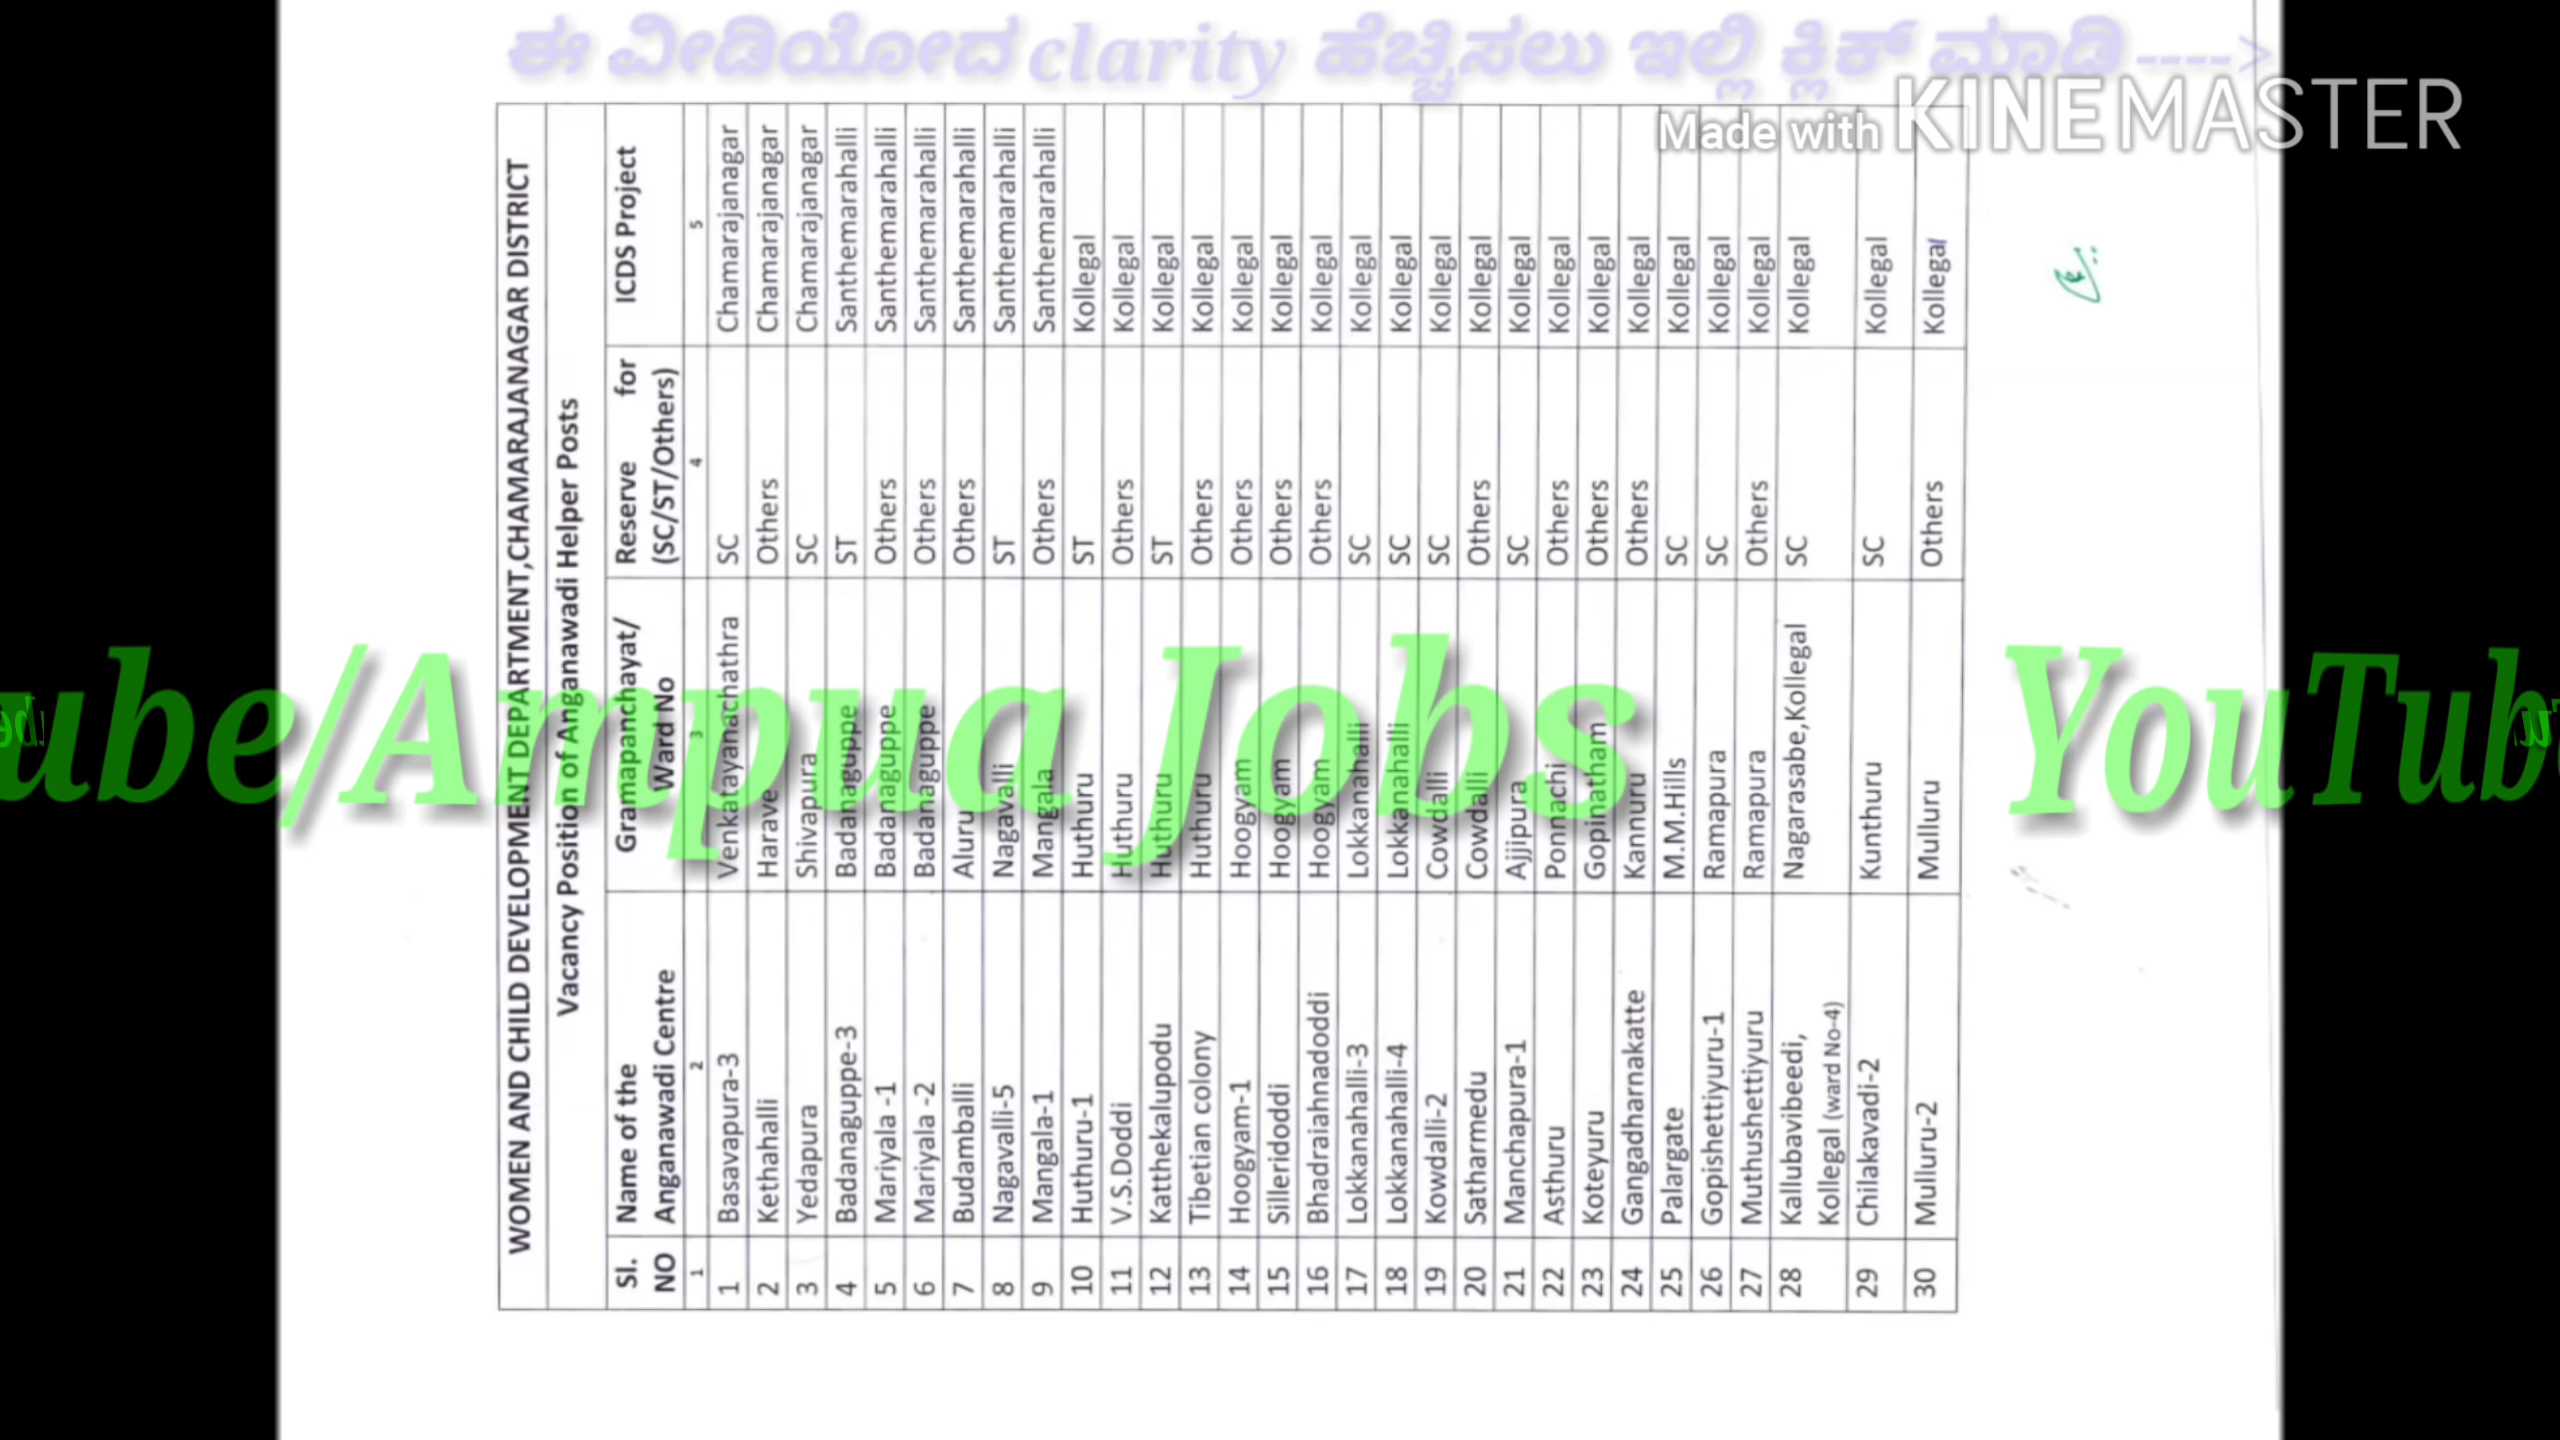 ಈ ವೀಡಿಯೋದ clarity ಹೆಚ್ಚಿಸಲು ಇಲ್ಲಿ ಕ್ಲಿಕ್ ಮಾಡಿ ---->
Made with KINEMASTER
WOMEN AND CHILD DEVELOPMENT DEPARTMENT,CHAMARAJANAGAR DISTRICT
Vacancy Position of Anganawadi Helper Posts
Sl. NO Name of the Anganawadi Centre Gramapanchayat/ Ward No Reserve for (SC/ST/Others) ICDS Project
1 2 3 4 5
1 Basavapura-3 Venkatayanachathra SC Chamarajanagar
2 Kethahalli Harave Others Chamarajanagar
3 Yedapura Shivapura SC Chamarajanagar
4 Badanaguppe-3 Badanaguppe ST Santhemarahalli
5 Mariyala -1 Badanaguppe Others Santhemarahalli
6 Mariyala -2 Badanaguppe Others Santhemarahalli
7 Budamballi Aluru Others Santhemarahalli
8 Nagavalli-5 Nagavalli ST Santhemarahalli
9 Mangala-1 Mangala Others Santhemarahalli
10 Huthuru-1 Huthuru ST Kollegal
11 V.S.Doddi Huthuru Others Kollegal
12 Katthekalupodu Huthuru ST Kollegal
13 Tibetian colony Huthuru Others Kollegal
14 Hoogyam-1 Hoogyam Others Kollegal
15 Silleridoddi Hoogyam Others Kollegal
16 Bhadraiahnadoddi Hoogyam Others Kollegal
17 Lokkanahalli-3 Lokkanahalli SC Kollegal
18 Lokkanahalli-4 Lokkanahalli SC Kollegal
19 Kowdalli-2 Cowdalli SC Kollegal
20 Satharmedu Cowdalli Others Kollegal
21 Manchapura-1 Ajjipura SC Kollegal
22 Asthuru Ponnachi Others Kollegal
23 Koteyuru Gopinatham Others Kollegal
24 Gangadharnakatte Kannuru Others Kollegal
25 Palargate M.M.Hills SC Kollegal
26 Gopishettiyuru-1 Ramapura SC Kollegal
27 Muthushettiyuru Ramapura Others Kollegal
28 Kallubavibeedi, Kollegal (ward No-4) Nagarasabe,Kollegal SC Kollegal
29 Chilakavadi-2 Kunthuru SC Kollegal
30 Mulluru-2 Mulluru Others Kollegal
ube/Ampua Jobs YouTube